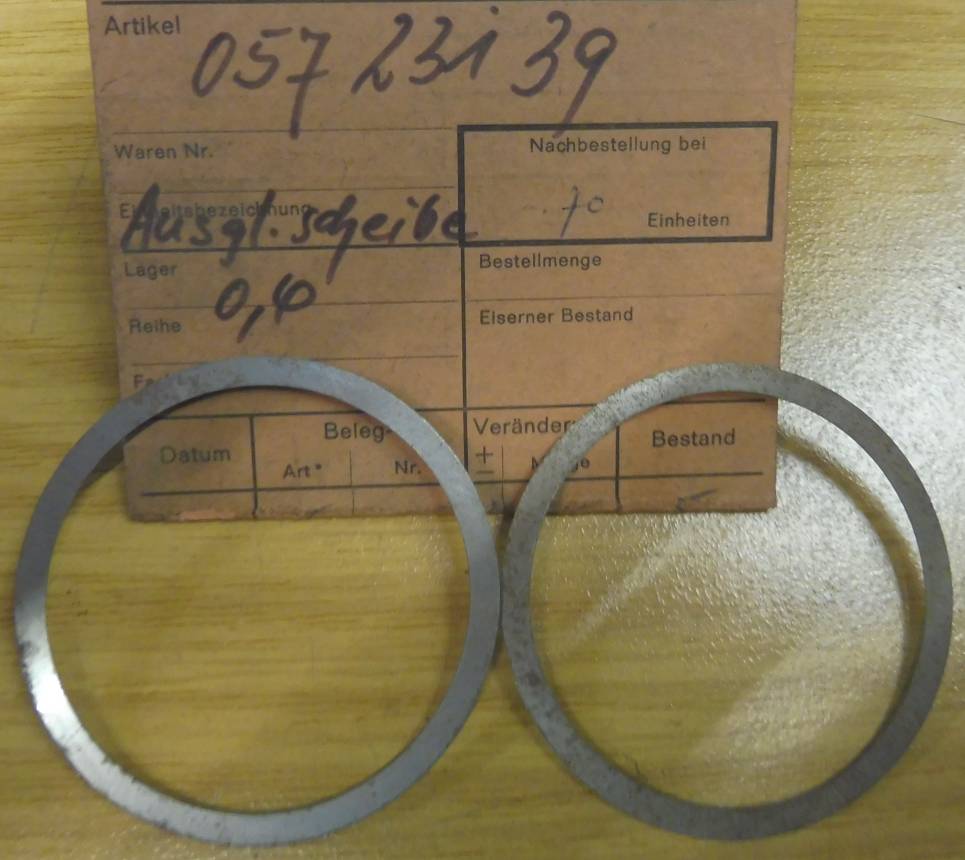 Artikel 057 231 39
Waren Nr.
Nachbestellung bei
70 Einheiten
Einheitsbezeichnung
Ausgl. scheibe
Lager
0,4
Reihe
Bestellmenge
Eiserner Bestand
Datum
Beleg-
Art Nr.
±
Bestand